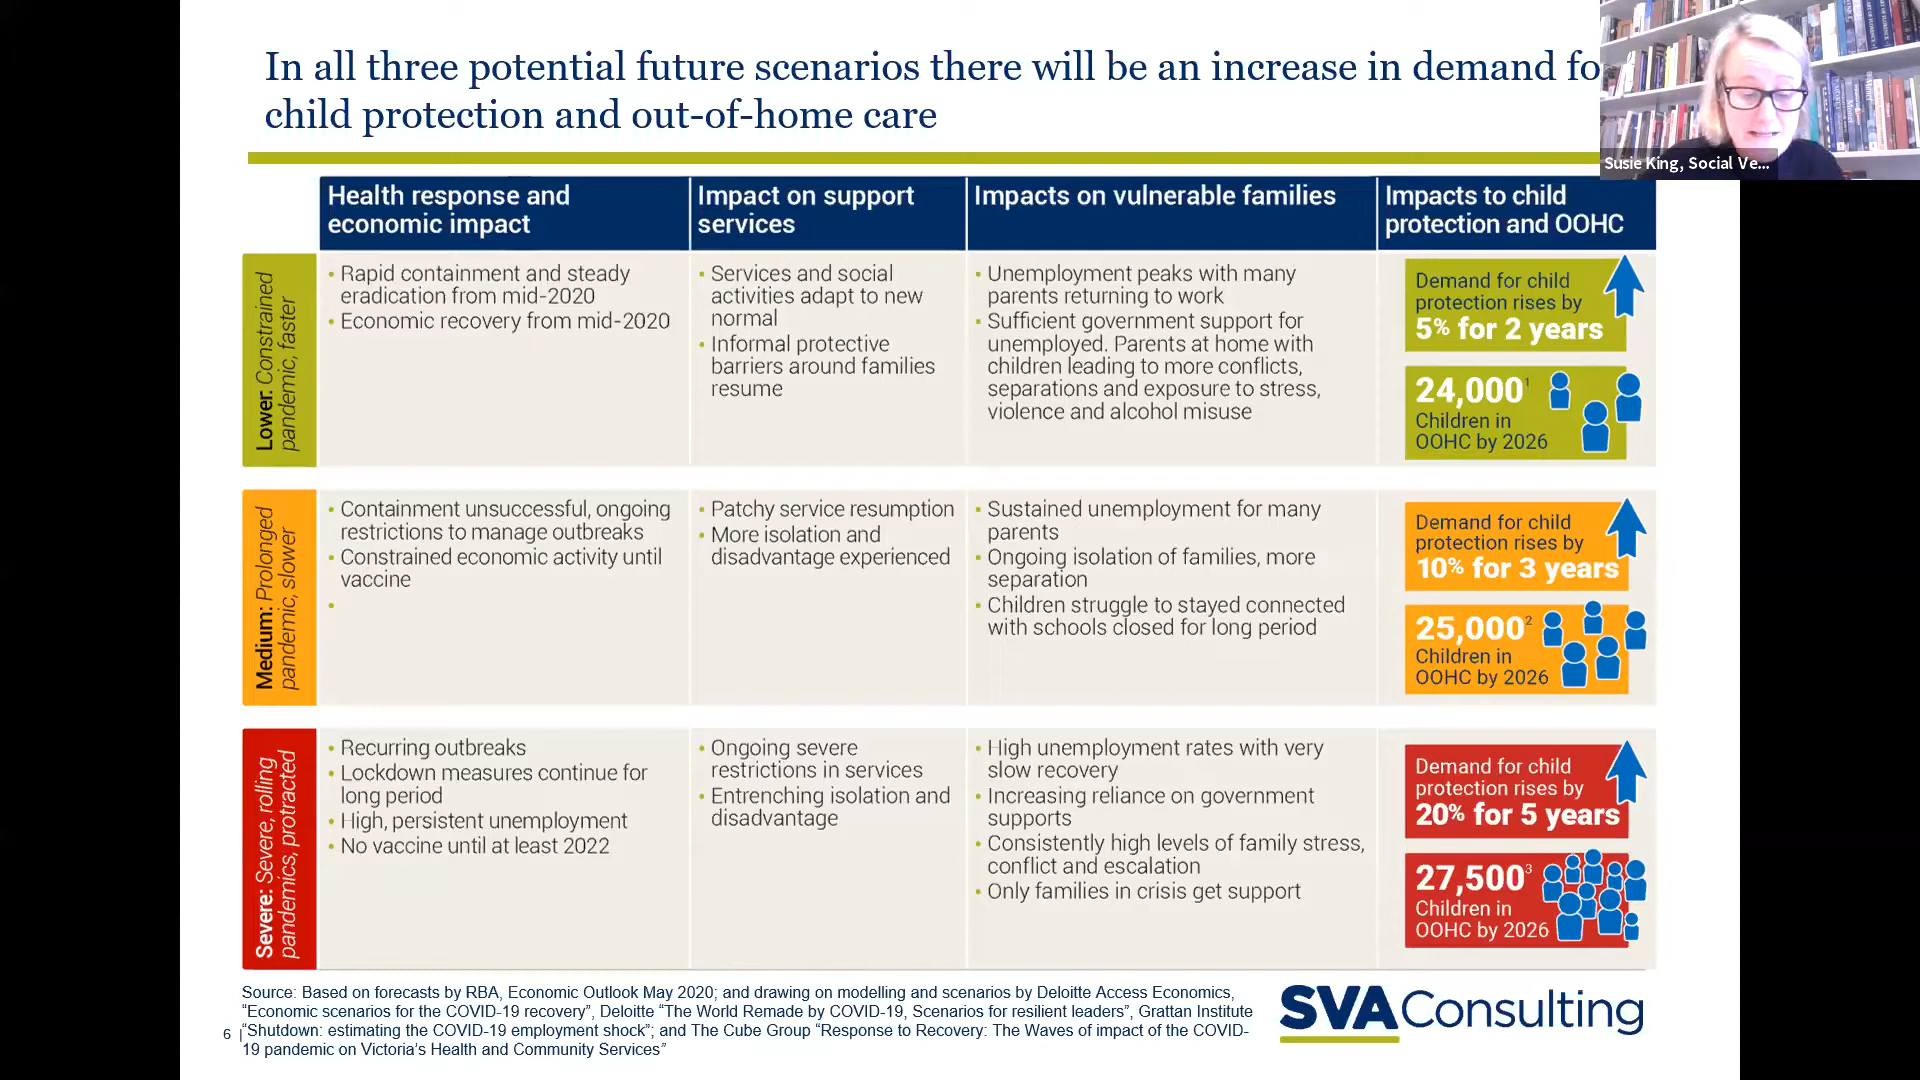 In all three potential future scenarios there will be an increase in demand fo
child protection and out-of-home care
Susie King, Social Ve...
Health response and
economic impact
Impact on support
services
Impacts on vulnerable families
Impacts to child
protection and OOHC
Lower: Constrained
pandemic, faster
• Rapid containment and steady
eradication from mid-2020
• Economic recovery from mid-2020
• Services and social
activities adapt to new
normal
• Informal protective
barriers around families
resume
• Unemployment peaks with many
parents returning to work
• Sufficient government support for
unemployed. Parents at home with
children leading to more conflicts,
separations and exposure to stress,
violence and alcohol misuse
Demand for child
protection rises by
5% for 2 years
24,000¹
Children in
OOHC by 2026
Medium: Prolonged
pandemic, slower
• Containment unsuccessful, ongoing
restrictions to manage outbreaks
• Constrained economic activity until
vaccine
•
• Patchy service resumption
• More isolation and
disadvantage experienced
• Sustained unemployment for many
parents
• Ongoing isolation of families, more
separation
• Children struggle to stayed connected
with schools closed for long period
Demand for child
protection rises by
10% for 3 years
25,000²
Children in
OOHC by 2026
Severe: Severe, rolling
pandemics, protracted
• Recurring outbreaks
• Lockdown measures continue for
long period
• High, persistent unemployment
• No vaccine until at least 2022
• Ongoing severe
restrictions in services
• Entrenching isolation and
disadvantage
• High unemployment rates with very
slow recovery
• Increasing reliance on government
supports
• Consistently high levels of family stress,
conflict and escalation
• Only families in crisis get support
Demand for child
protection rises by
20% for 5 years
27,500³
Children in
OOHC by 2026
Source: Based on forecasts by RBA, Economic Outlook May 2020; and drawing on modelling and scenarios by Deloitte Access Economics,
“Economic scenarios for the COVID-19 recovery”, Deloitte “The World Remade by COVID-19, Scenarios for resilient leaders”, Grattan Institute
“Shutdown: estimating the COVID-19 employment shock”; and The Cube Group “Response to Recovery: The Waves of impact of the COVID-
19 pandemic on Victoria’s Health and Community Services”
6 |
SVA Consulting